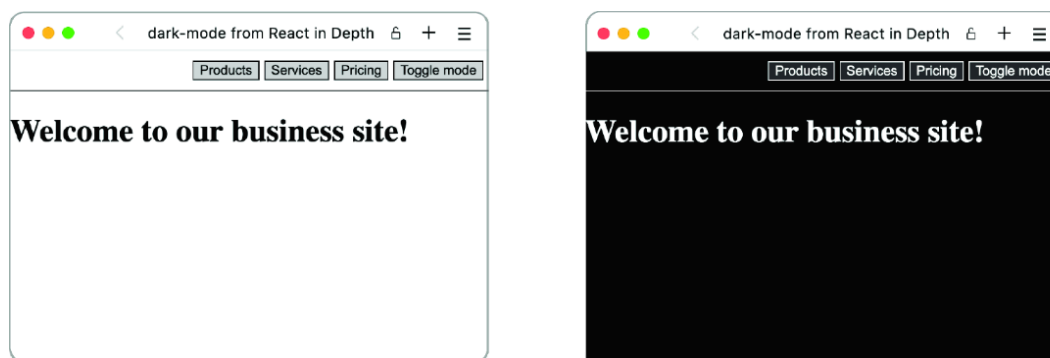 dark-mode from React in Depth
Products Services Pricing Toggle mode
Welcome to our business site!
dark-mode from React in Depth
Products Services Pricing Toggle mode
Welcome to our business site!